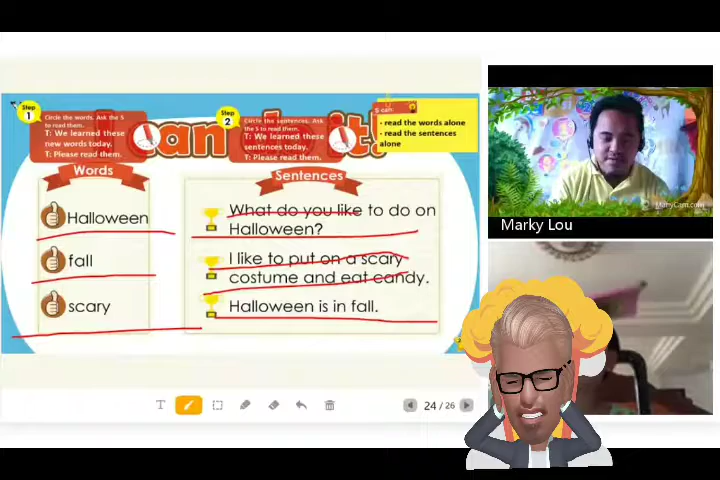 Step
1
Circle the words. Ask the S
to read them.
T: We learned these
new words today.
T: Please read them.
Step
2
Circle the sentences. Ask
the S to read them.
T: We learned these
sentences today.
T: Please read them.
S can:
- read the words alone
- read the sentences
alone
can do it!
Words
Halloween
fall
scary
Sentences
What do you like to do on
Halloween?
I like to put on a scary
costume and eat candy.
Halloween is in fall.
T
24 / 26
ManyCam.com
Marky Lou